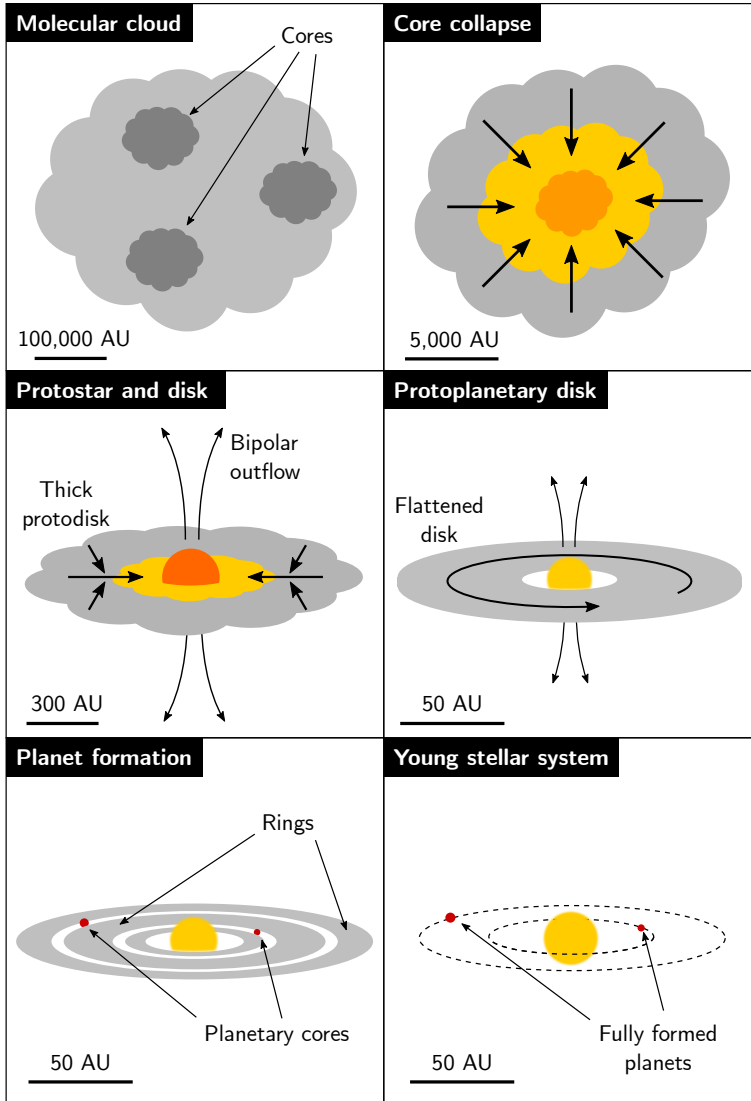 Molecular cloud
Cores
100,000 AU
Core collapse
5,000 AU
Protostar and disk
Bipolar
outflow
Thick
protodisk
300 AU
Protoplanetary disk
Flattened
disk
50 AU
Planet formation
Rings
Planetary cores
50 AU
Young stellar system
Fully formed
planets
50 AU